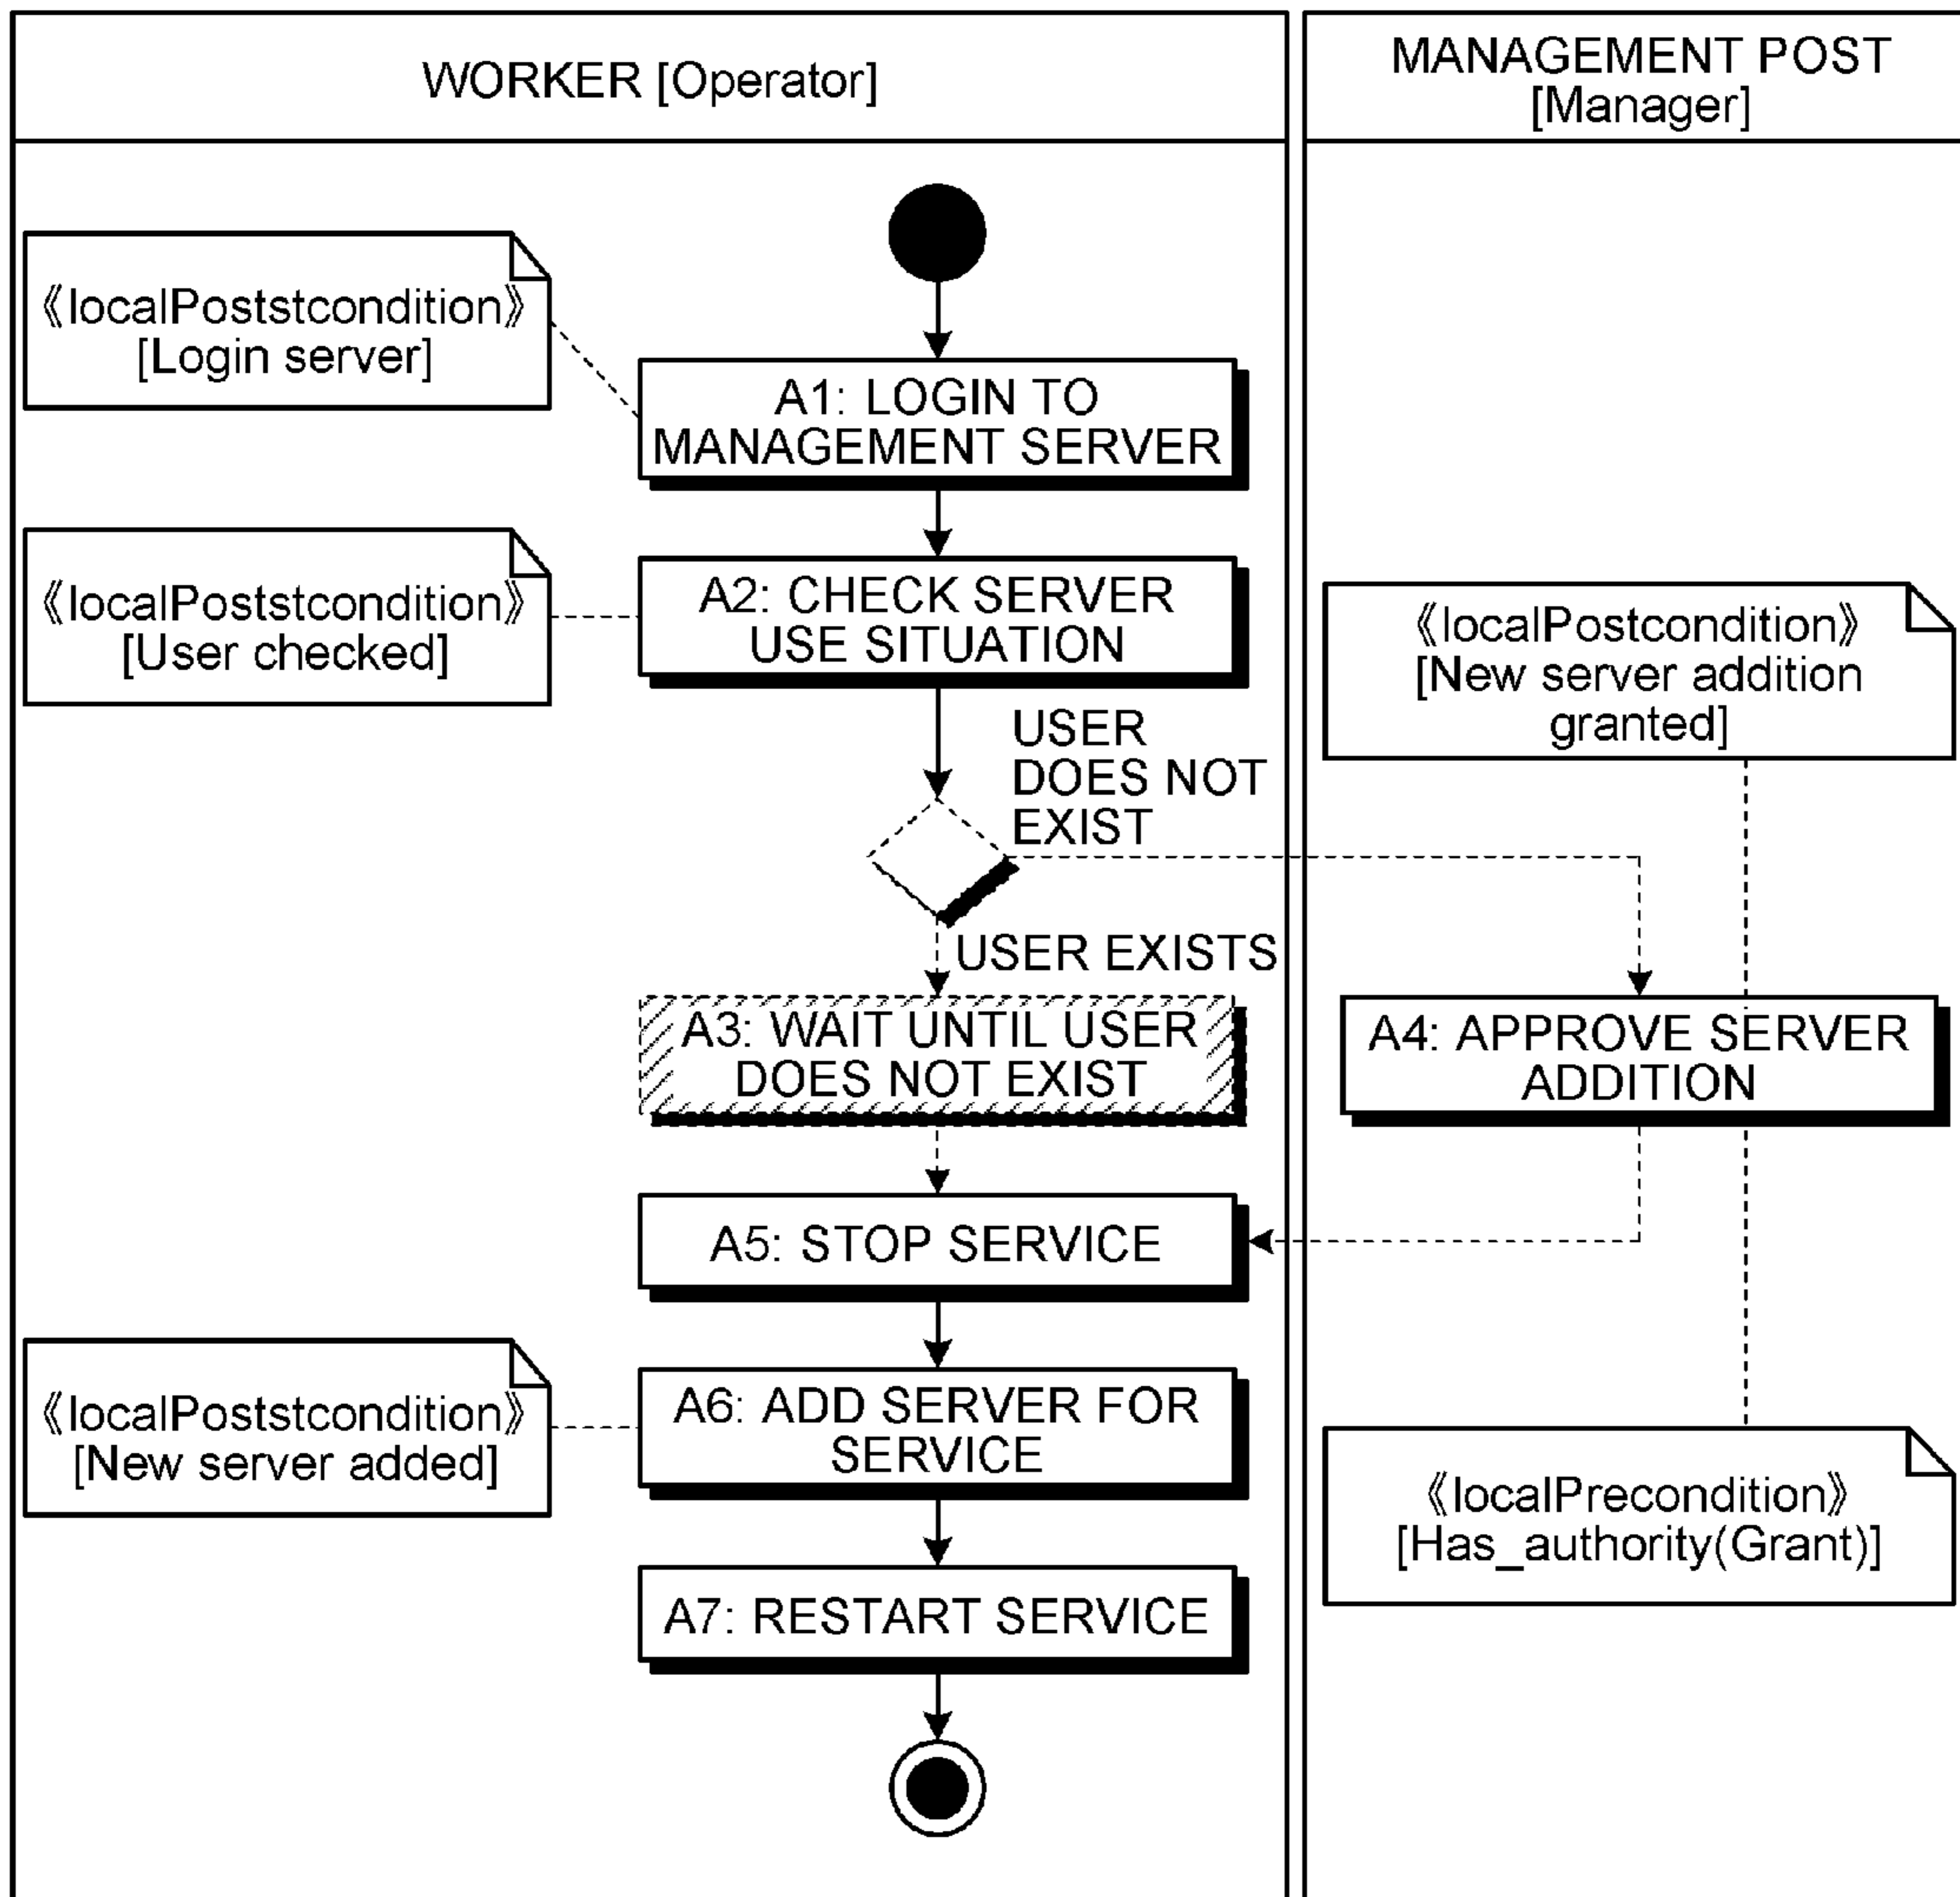 WORKER [Operator]
MANAGEMENT POST
[Manager]
《localPoststcondition》
[Login server]
A1: LOGIN TO
MANAGEMENT SERVER
《localPoststcondition》
[User checked]
A2: CHECK SERVER
USE SITUATION
《localPostcondition》
[New server addition
granted]
USER
DOES NOT
EXIST
USER EXISTS
A3: WAIT UNTIL USER
DOES NOT EXIST
A4: APPROVE SERVER
ADDITION
A5: STOP SERVICE
《localPoststcondition》
[New server added]
A6: ADD SERVER FOR
SERVICE
《localPrecondition》
[Has_authority(Grant)]
A7: RESTART SERVICE